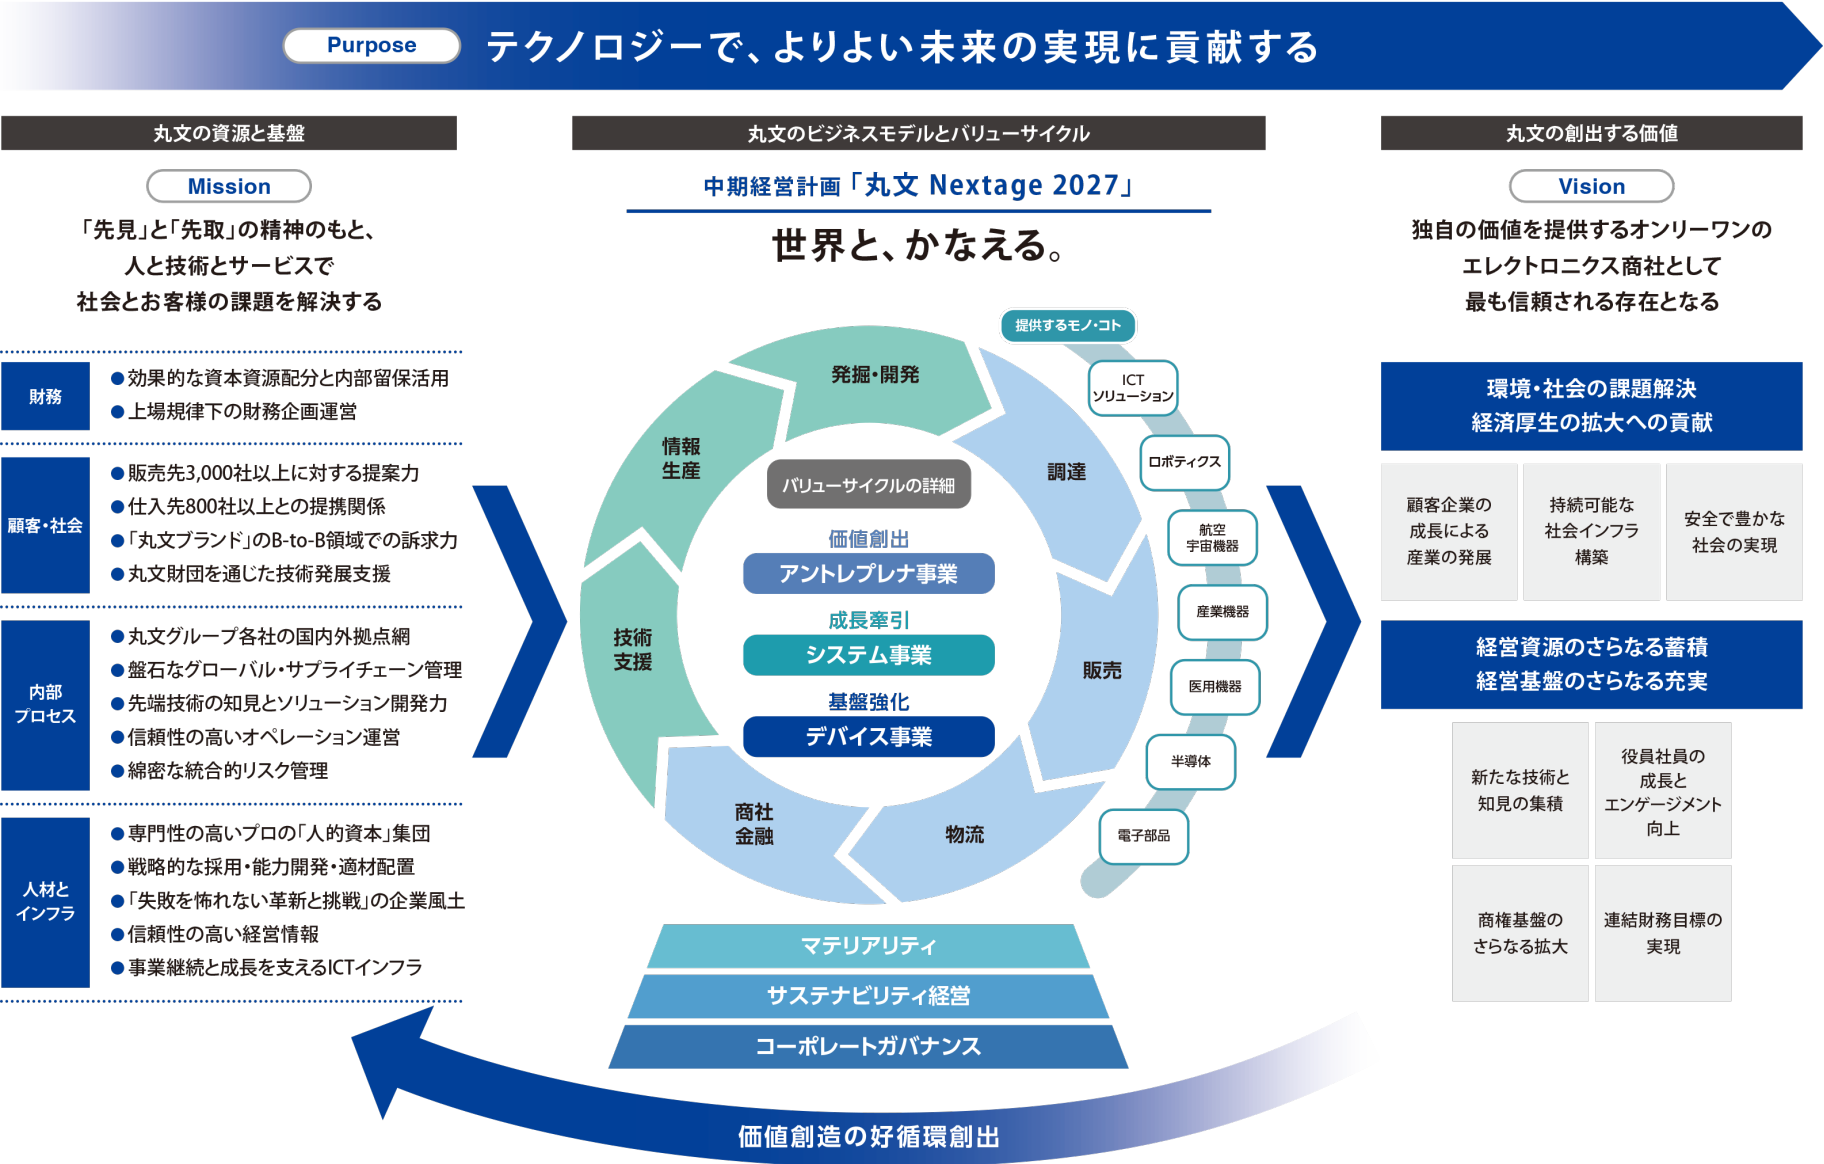 Purpose
テクノロジーで、よりよい未来の実現に貢献する
丸文の資源と基盤
Mission
「先見」と「先取」の精神のもと、
人と技術とサービスで
社会とお客様の課題を解決する
財務
●効果的な資本資源配分と内部留保活用
●上場規律下の財務企画運営
顧客・社会
●販売先3,000社以上に対する提案力
●仕入先800社以上との提携関係
●「丸文ブランド」のB-to-B領域での訴求力
●丸文財団を通じた技術発展支援
内部
プロセス
●丸文グループ各社の国内外拠点網
●盤石なグローバル・サプライチェーン管理
●先端技術の知見とソリューション開発力
●信頼性の高いオペレーション運営
●綿密な統合的リスク管理
人材と
インフラ
●専門性の高いプロの「人的資本」集団
●戦略的な採用・能力開発・適材配置
●「失敗を怖れない革新と挑戦」の企業風土
●信頼性の高い経営情報
●事業継続と成長を支えるICTインフラ
丸文のビジネスモデルとバリューサイクル
中期経営計画「丸文 Nextage 2027」
世界と、かなえる。
発掘・開発
調達
販売
物流
商社
金融
技術
支援
情報
生産
バリューサイクルの詳細
価値創出
アントレプレナ事業
成長牽引
システム事業
基盤強化
デバイス事業
提供するモノ・コト
ICT
ソリューション
ロボティクス
航空
宇宙機器
産業機器
医用機器
半導体
電子部品
マテリアリティ
サステナビリティ経営
コーポレートガバナンス
丸文の創出する価値
Vision
独自の価値を提供するオンリーワンの
エレクトロニクス商社として
最も信頼される存在となる
環境・社会の課題解決
経済厚生の拡大への貢献
顧客企業の
成長による
産業の発展
持続可能な
社会インフラ
構築
安全で豊かな
社会の実現
経営資源のさらなる蓄積
経営基盤のさらなる充実
新たな技術と
知見の集積
役員社員の
成長と
エンゲージメント
向上
商権基盤の
さらなる拡大
連結財務目標の
実現
価値創造の好循環創出